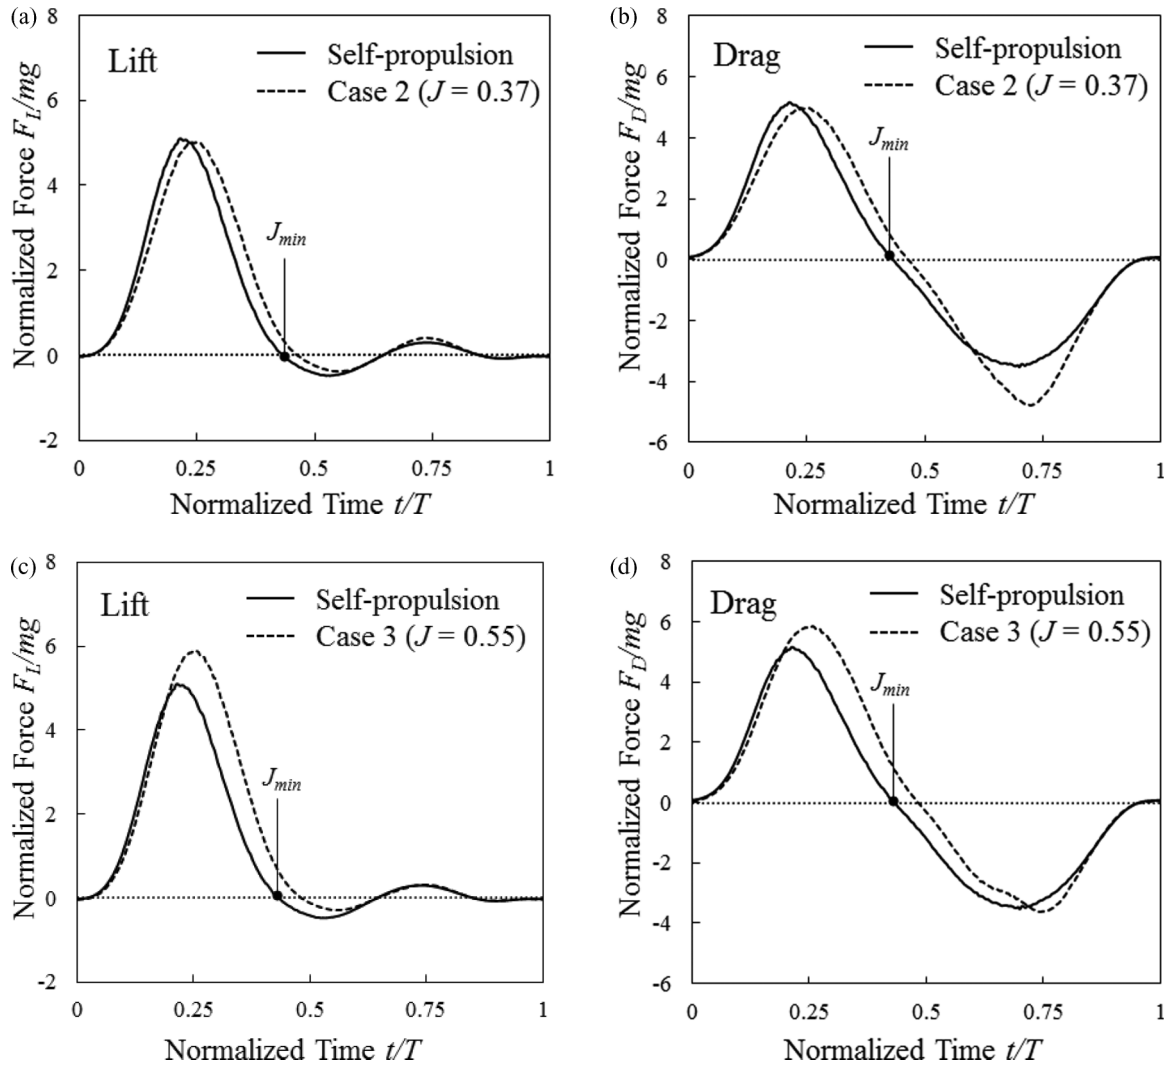 (a)
8
6
4
2
0
-2
Normalized Force F_L/mg
Lift
Self-propulsion
Case 2 (J = 0.37)
J_min
0 0.25 0.5 0.75 1
Normalized Time t/T
(b)
8
6
4
2
0
-2
-4
-6
Normalized Force F_D/mg
Drag
Self-propulsion
Case 2 (J = 0.37)
J_min
0 0.25 0.5 0.75 1
Normalized Time t/T
(c)
8
6
4
2
0
-2
Normalized Force F_L/mg
Lift
Self-propulsion
Case 3 (J = 0.55)
J_min
0 0.25 0.5 0.75 1
Normalized Time t/T
(d)
8
6
4
2
0
-2
-4
-6
Normalized Force F_D/mg
Drag
Self-propulsion
Case 3 (J = 0.55)
J_min
0 0.25 0.5 0.75 1
Normalized Time t/T